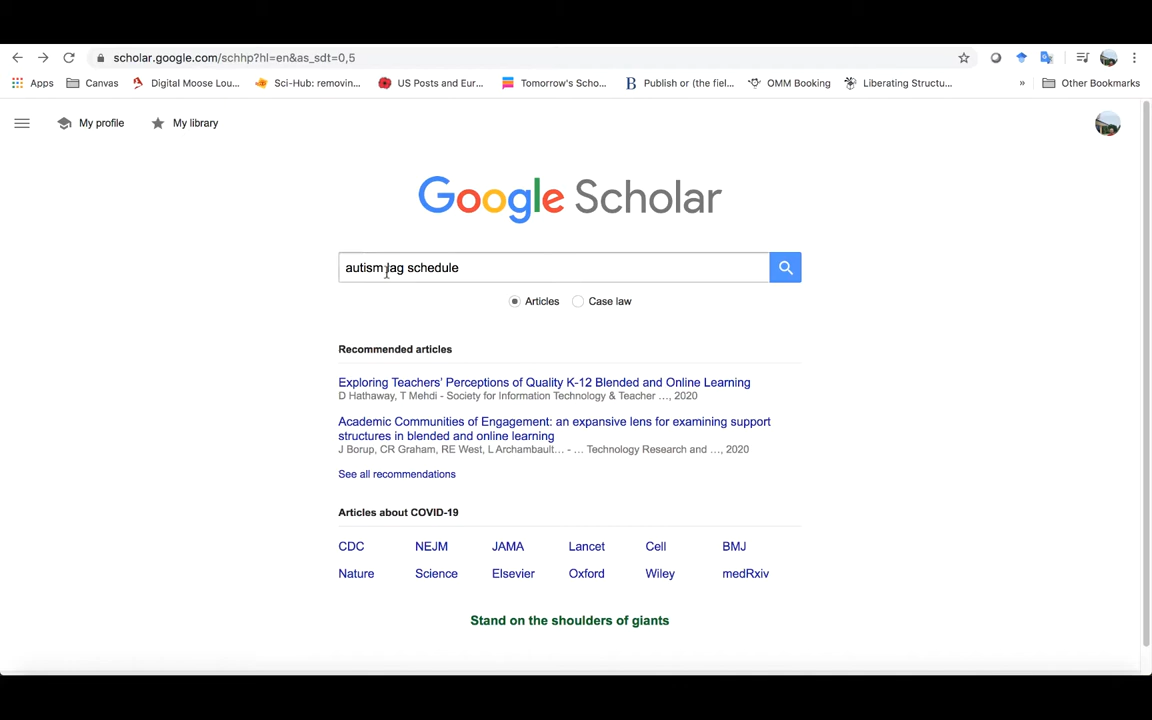 scholar.google.com/schhp?hl=en&as_sdt=0,5
Apps Canvas Digital Moose Lou... Sci-Hub: removin... US Posts and Eur... Tomorrow's Scho... B Publish or (the fiel... OMM Booking Liberating Structu... » Other Bookmarks
My profile My library
Google Scholar
autism lag schedule
Articles Case law
Recommended articles
Exploring Teachers' Perceptions of Quality K-12 Blended and Online Learning
D Hathaway, T Mehdi - Society for Information Technology & Teacher …, 2020
Academic Communities of Engagement: an expansive lens for examining support
structures in blended and online learning
J Borup, CR Graham, RE West, L Archambault… - … Technology Research and …, 2020
See all recommendations
Articles about COVID-19
CDC NEJM JAMA Lancet Cell BMJ
Nature Science Elsevier Oxford Wiley medRxiv
Stand on the shoulders of giants